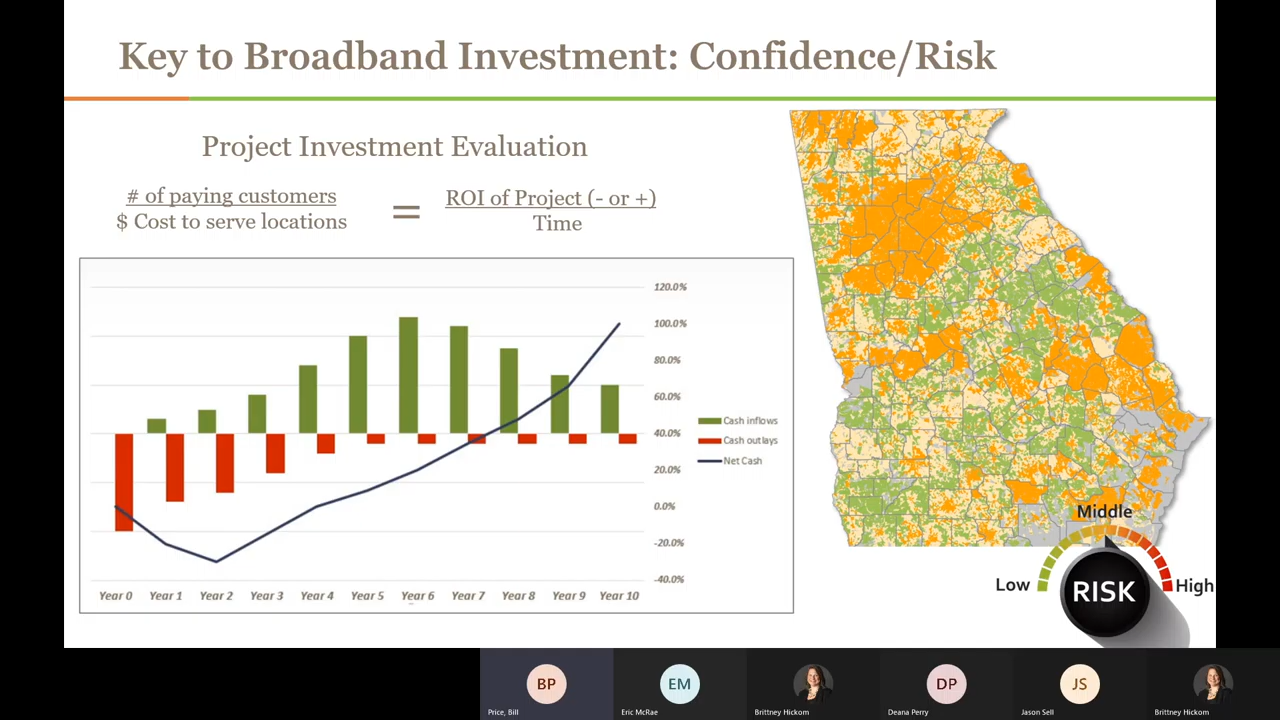 Key to Broadband Investment: Confidence/Risk
Project Investment Evaluation
# of paying customers
$ Cost to serve locations
=
ROI of Project (- or +)
Time
120.0%
100.0%
80.0%
60.0%
40.0%
20.0%
0.0%
-20.0%
-40.0%
Cash inflows
Cash outlays
Net Cash
Year 0 Year 1 Year 2 Year 3 Year 4 Year 5 Year 6 Year 7 Year 8 Year 9 Year 10
Middle
Low
RISK
High
BP
Price, Bill
EM
Eric McRae
Brittney Hickom
DP
Deana Perry
JS
Jason Sell
Brittney Hickom